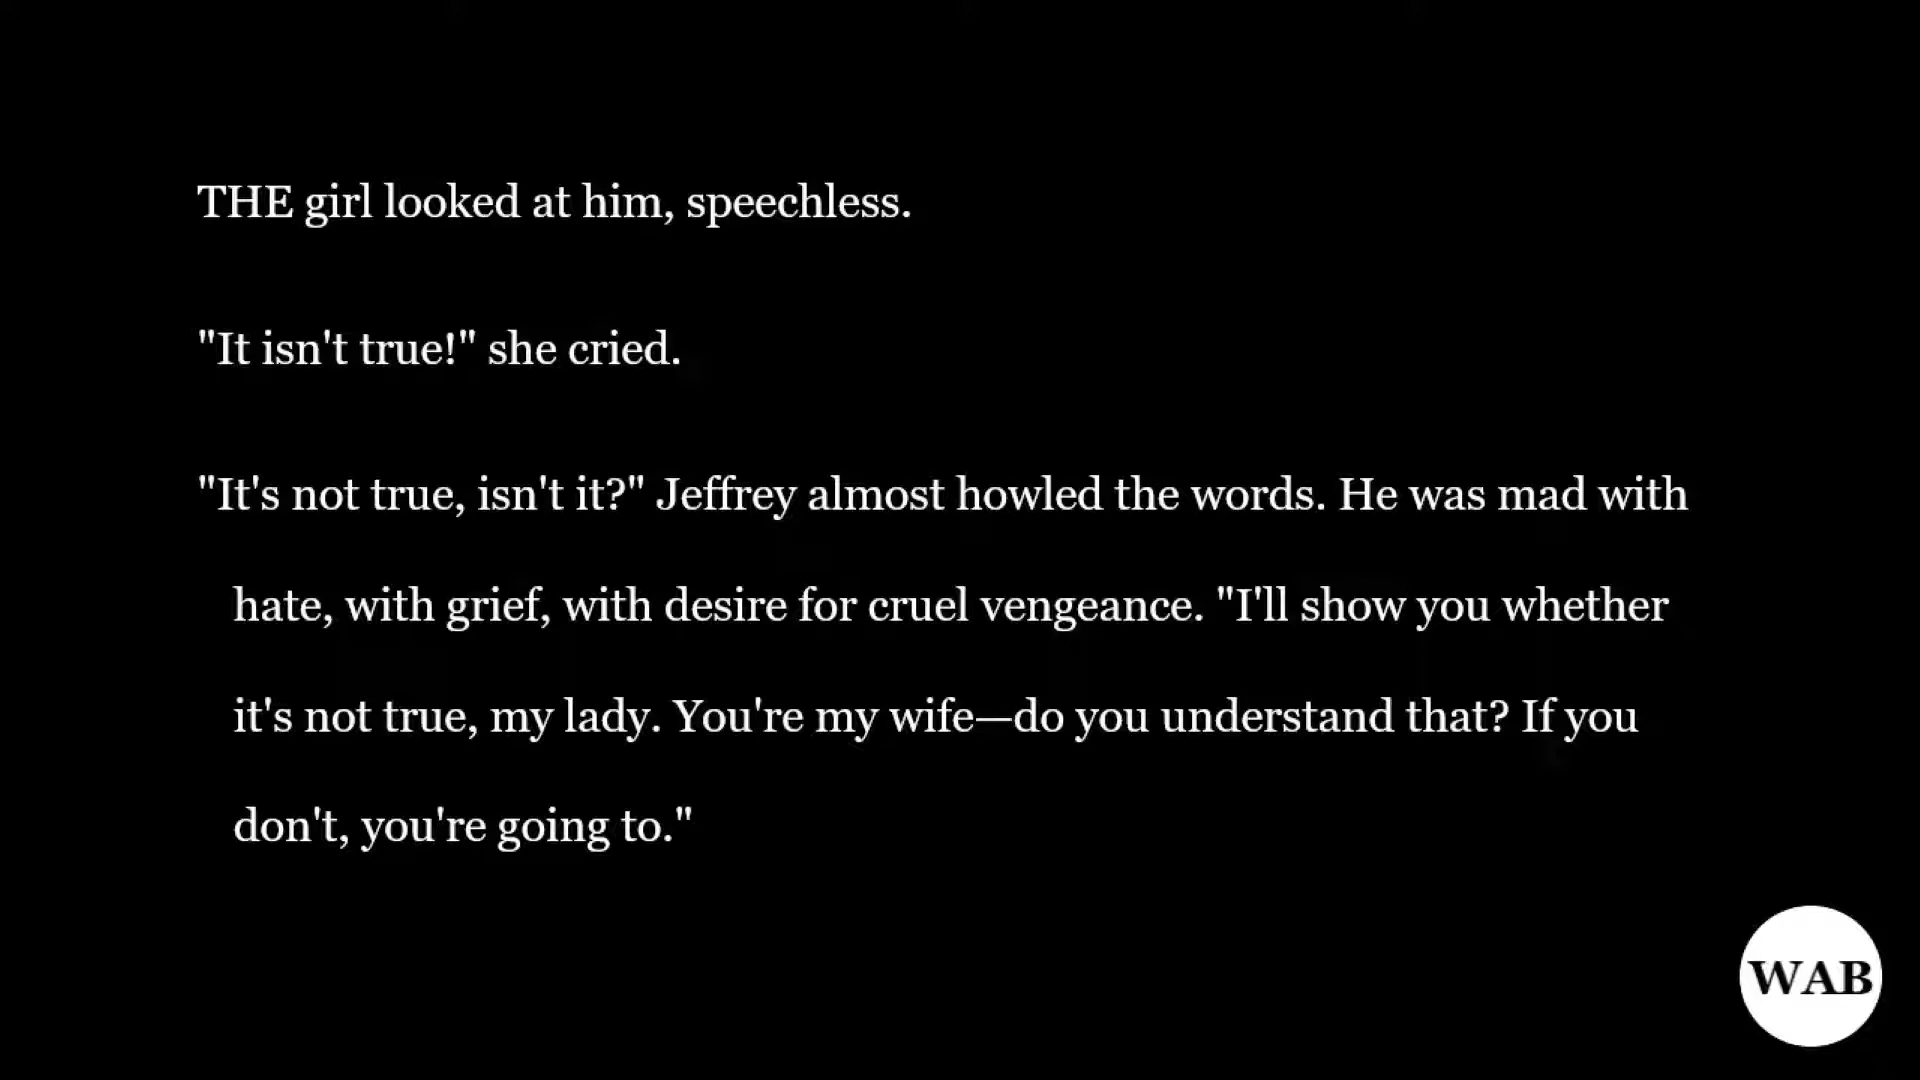 THE girl looked at him, speechless.
"It isn't true!" she cried.
"It's not true, isn't it?" Jeffrey almost howled the words. He was mad with
hate, with grief, with desire for cruel vengeance. "I'll show you whether
it's not true, my lady. You're my wife—do you understand that? If you
don't, you're going to."
WAB